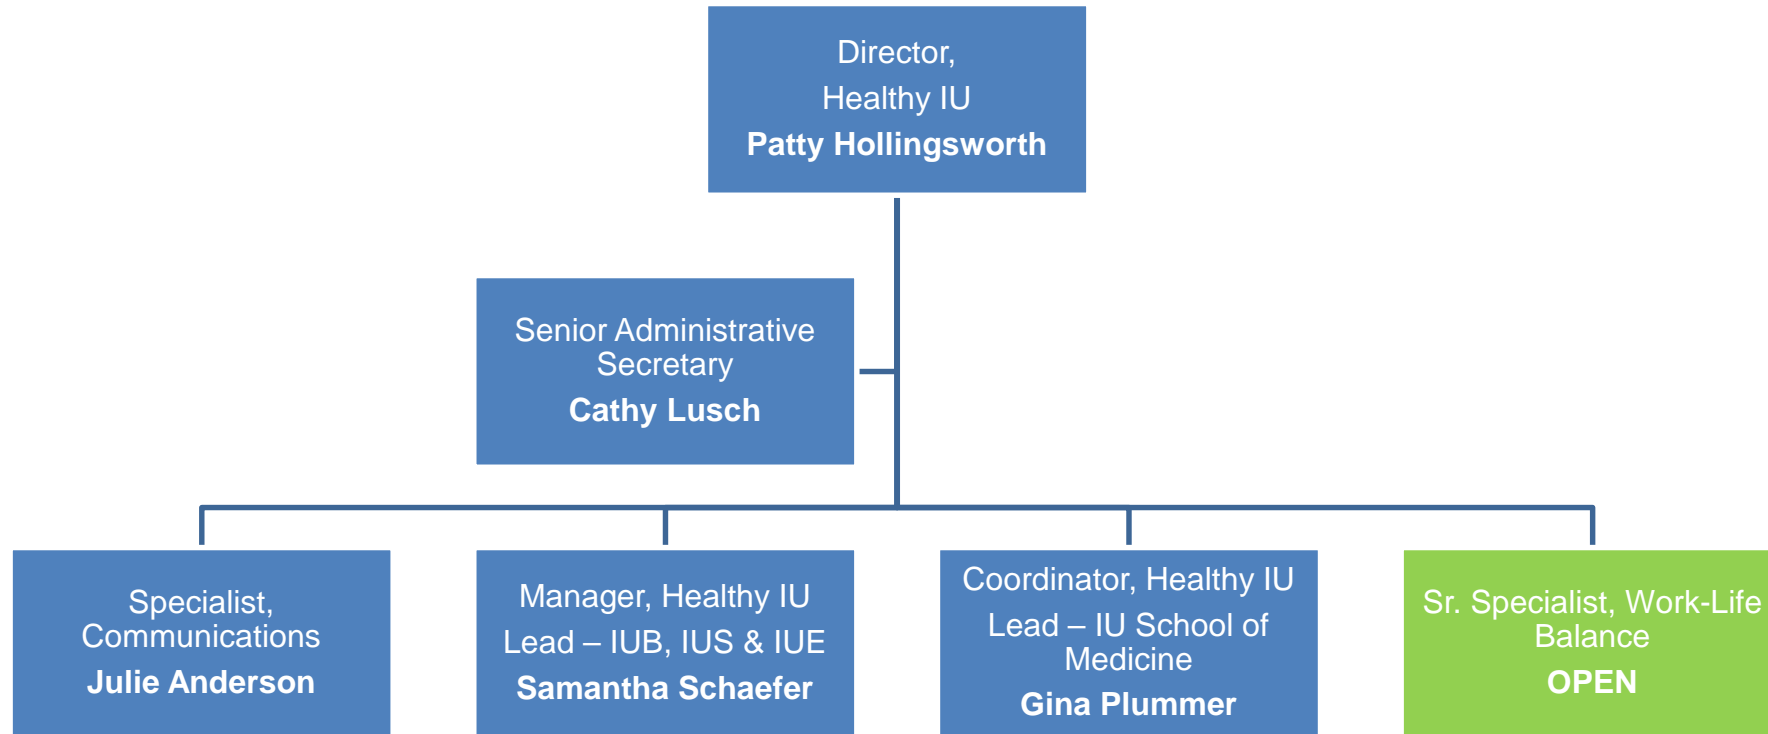 Director,
Healthy IU
Patty Hollingsworth
Senior Administrative
Secretary
Cathy Lusch
Specialist,
Communications
Julie Anderson
Manager, Healthy IU
Lead – IUB, IUS & IUE
Samantha Schaefer
Coordinator, Healthy IU
Lead – IU School of
Medicine
Gina Plummer
Sr. Specialist, Work-Life
Balance
OPEN